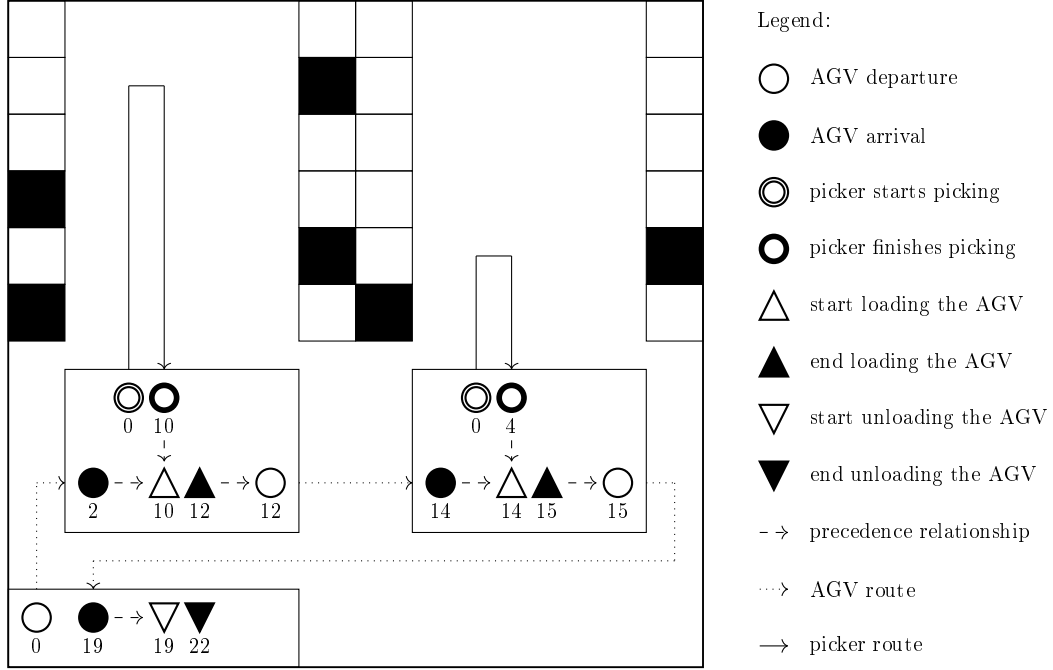 Legend:
AGV departure
AGV arrival
picker starts picking
picker finishes picking
start loading the AGV
end loading the AGV
start unloading the AGV
end unloading the AGV
precedence relationship
AGV route
picker route
0 10
0 4
2 10 12 12
14 14 15 15
0 19 19 22